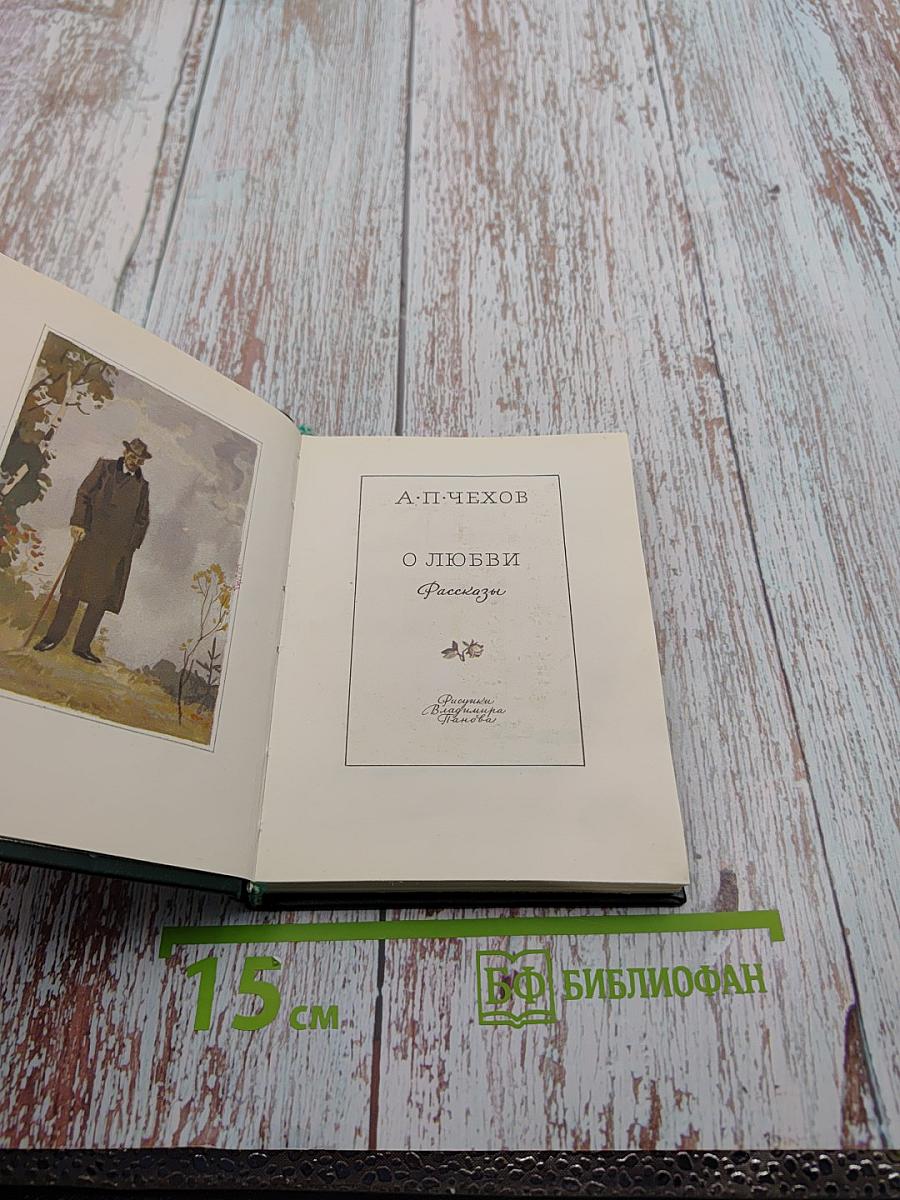 А·П·ЧЕХОВ
О ЛЮБВИ
Рассказы
Рисунки
Владимира
Панова
15 см
БФ БИБЛИОФАН